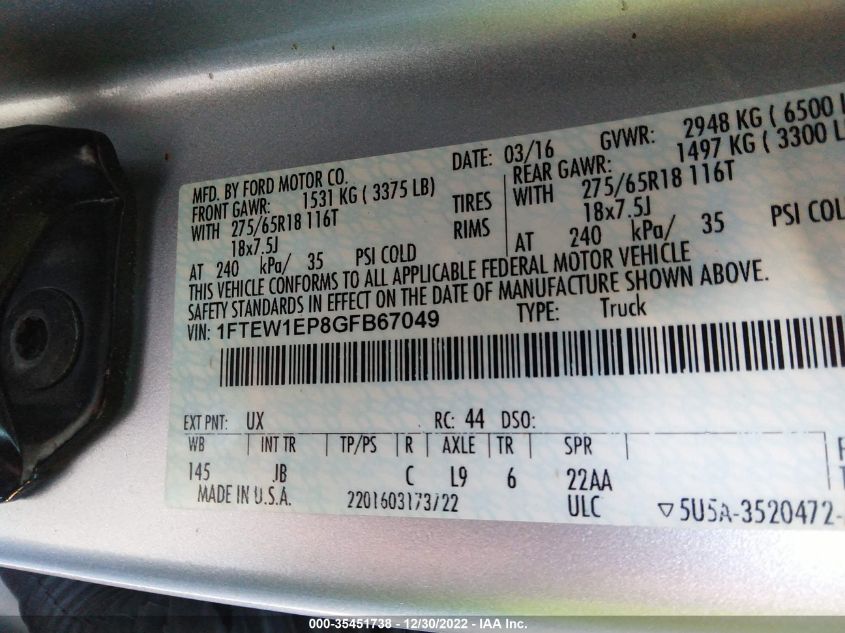 MFD. BY FORD MOTOR CO. DATE: 03/16 GVWR: 2948 KG ( 6500
FRONT GAWR: 1531 KG ( 3375 LB) REAR GAWR: 1497 KG ( 3300
WITH 275/65R18 116T TIRES WITH 275/65R18 116T
18x7.5J RIMS 18x7.5J
AT 240 kPa/ 35 PSI COLD AT 240 kPa/ 35 PSI COLD
THIS VEHICLE CONFORMS TO ALL APPLICABLE FEDERAL MOTOR VEHICLE
SAFETY STANDARDS IN EFFECT ON THE DATE OF MANUFACTURE SHOWN ABOVE.
VIN: 1FTEW1EP8GFB67049 TYPE: Truck
EXT PNT: UX RC: 44 DSO:
WB INT TR TP/PS R AXLE TR SPR
145 JB C L9 6 22AA
MADE IN U.S.A. 2201603173/22 ULC ▽5U5A-3520472-
000-35451738 - 12/30/2022 - IAA Inc.